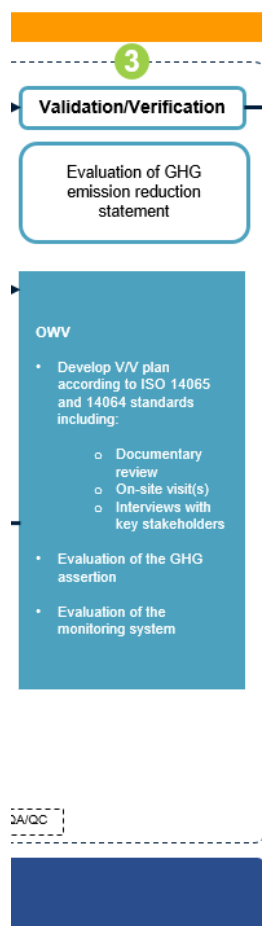 3
Validation/Verification
Evaluation of GHG
emission reduction
statement
OWV
• Develop V/V plan
according to ISO 14065
and 14064 standards
including:
o Documentary
review
o On-site visit(s)
o Interviews with
key stakeholders
• Evaluation of the GHG
assertion
• Evaluation of the
monitoring system
QA/QC